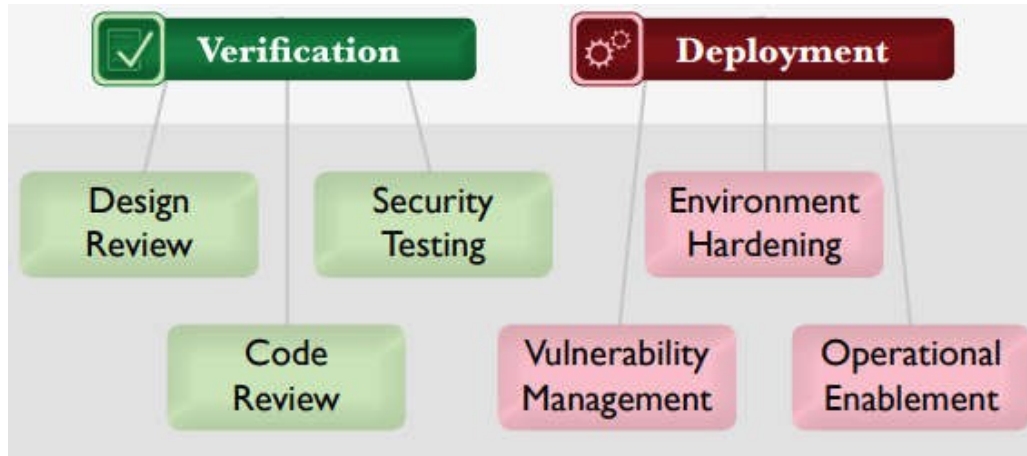 Verification
Deployment
Design
Review
Security
Testing
Environment
Hardening
Code
Review
Vulnerability
Management
Operational
Enablement